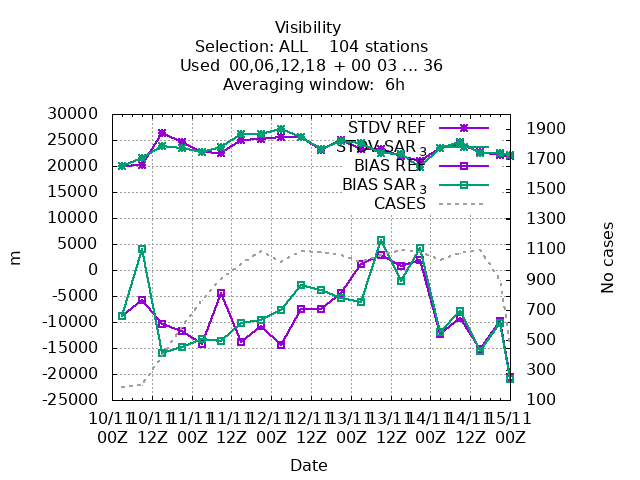 Visibility
Selection: ALL 104 stations
Used 00,06,12,18 + 00 03 ... 36
Averaging window: 6h
30000
25000
20000
15000
10000
5000
0
-5000
-10000
-15000
-20000
-25000
m
STDV REF
STDV SAR 3
BIAS REF
BIAS SAR 3
CASES
1900
1700
1500
1300
1100
900
700
500
300
100
No cases
10/11 10/11 11/11 11/11 12/11 12/11 13/11 13/11 14/11 14/11 15/11
00Z 12Z 00Z 12Z 00Z 12Z 00Z 12Z 00Z 12Z 00Z
Date